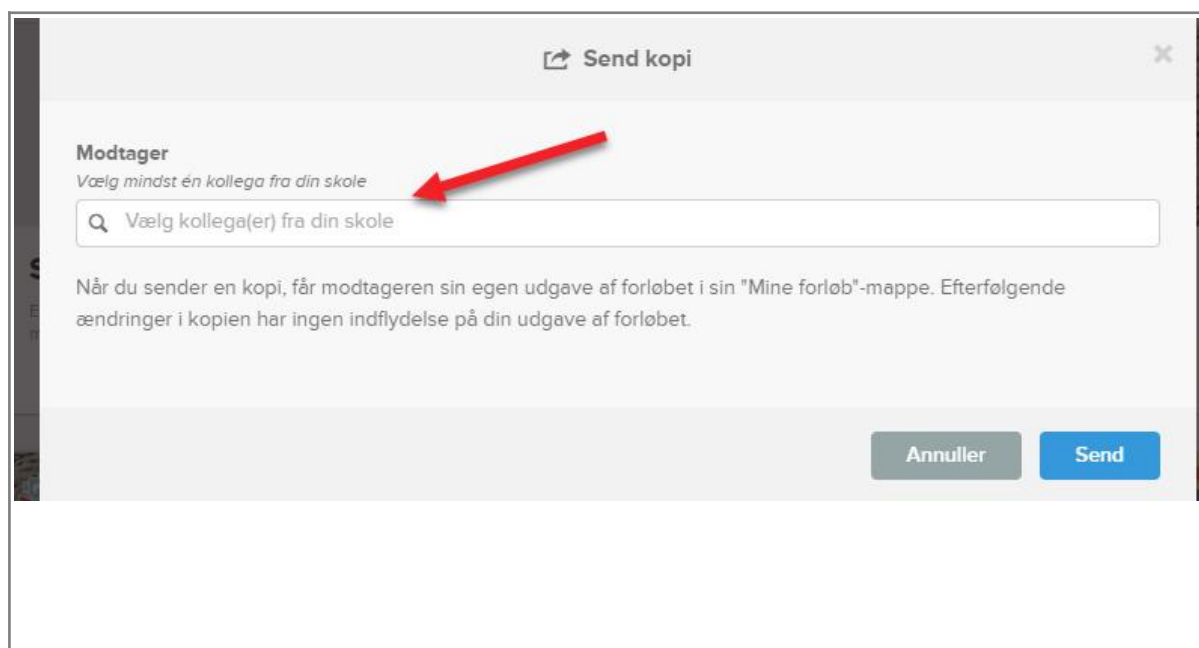 Send kopi
Modtager
Vælg mindst én kollega fra din skole
Vælg kollega(er) fra din skole
Når du sender en kopi, får modtageren sin egen udgave af forløbet i sin "Mine forløb"-mappe. Efterfølgende
ændringer i kopien har ingen indflydelse på din udgave af forløbet.
Annuller
Send